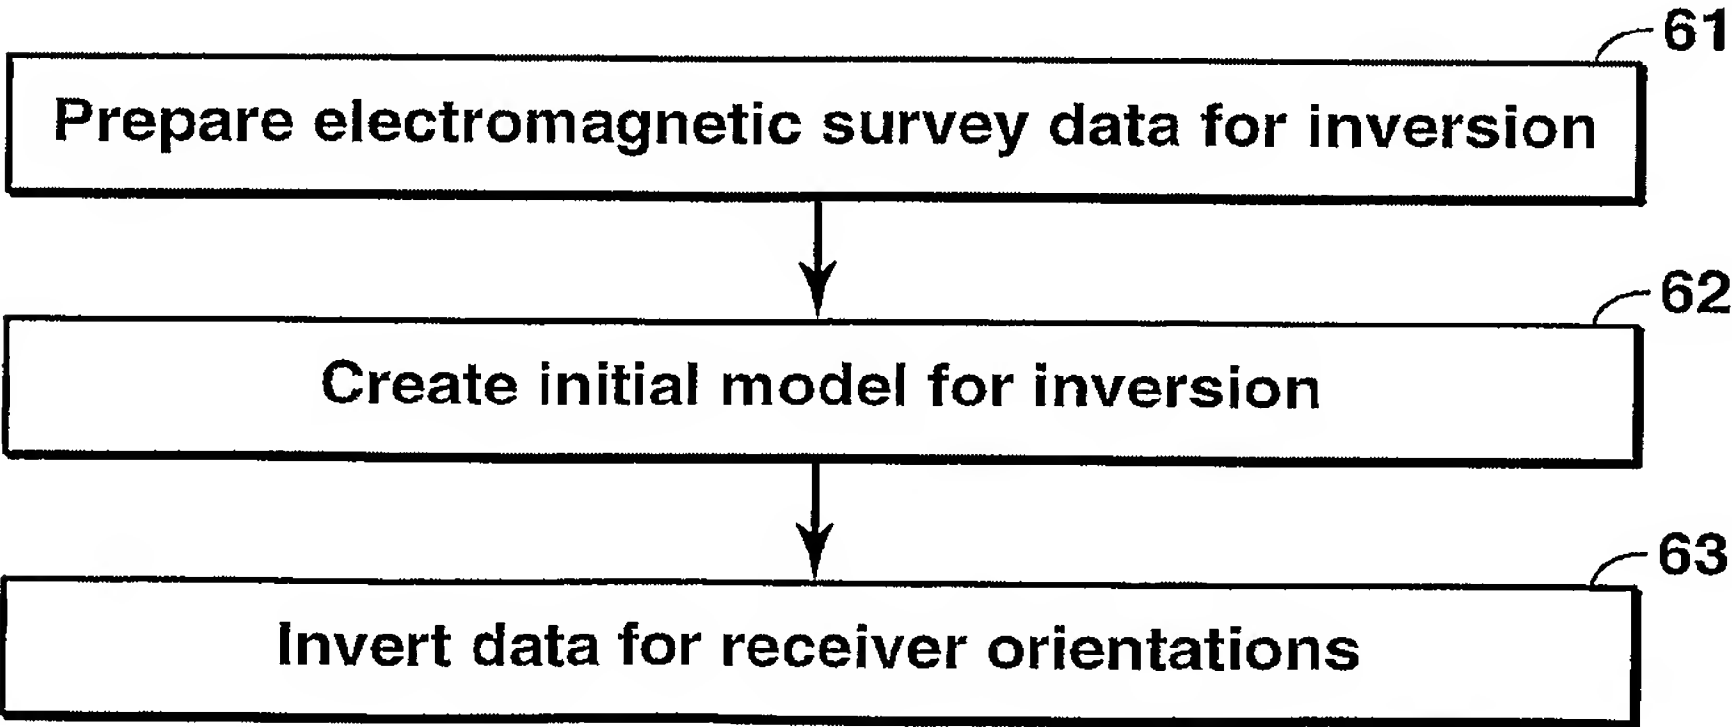 61
Prepare electromagnetic survey data for inversion
62
Create initial model for inversion
63
Invert data for receiver orientations